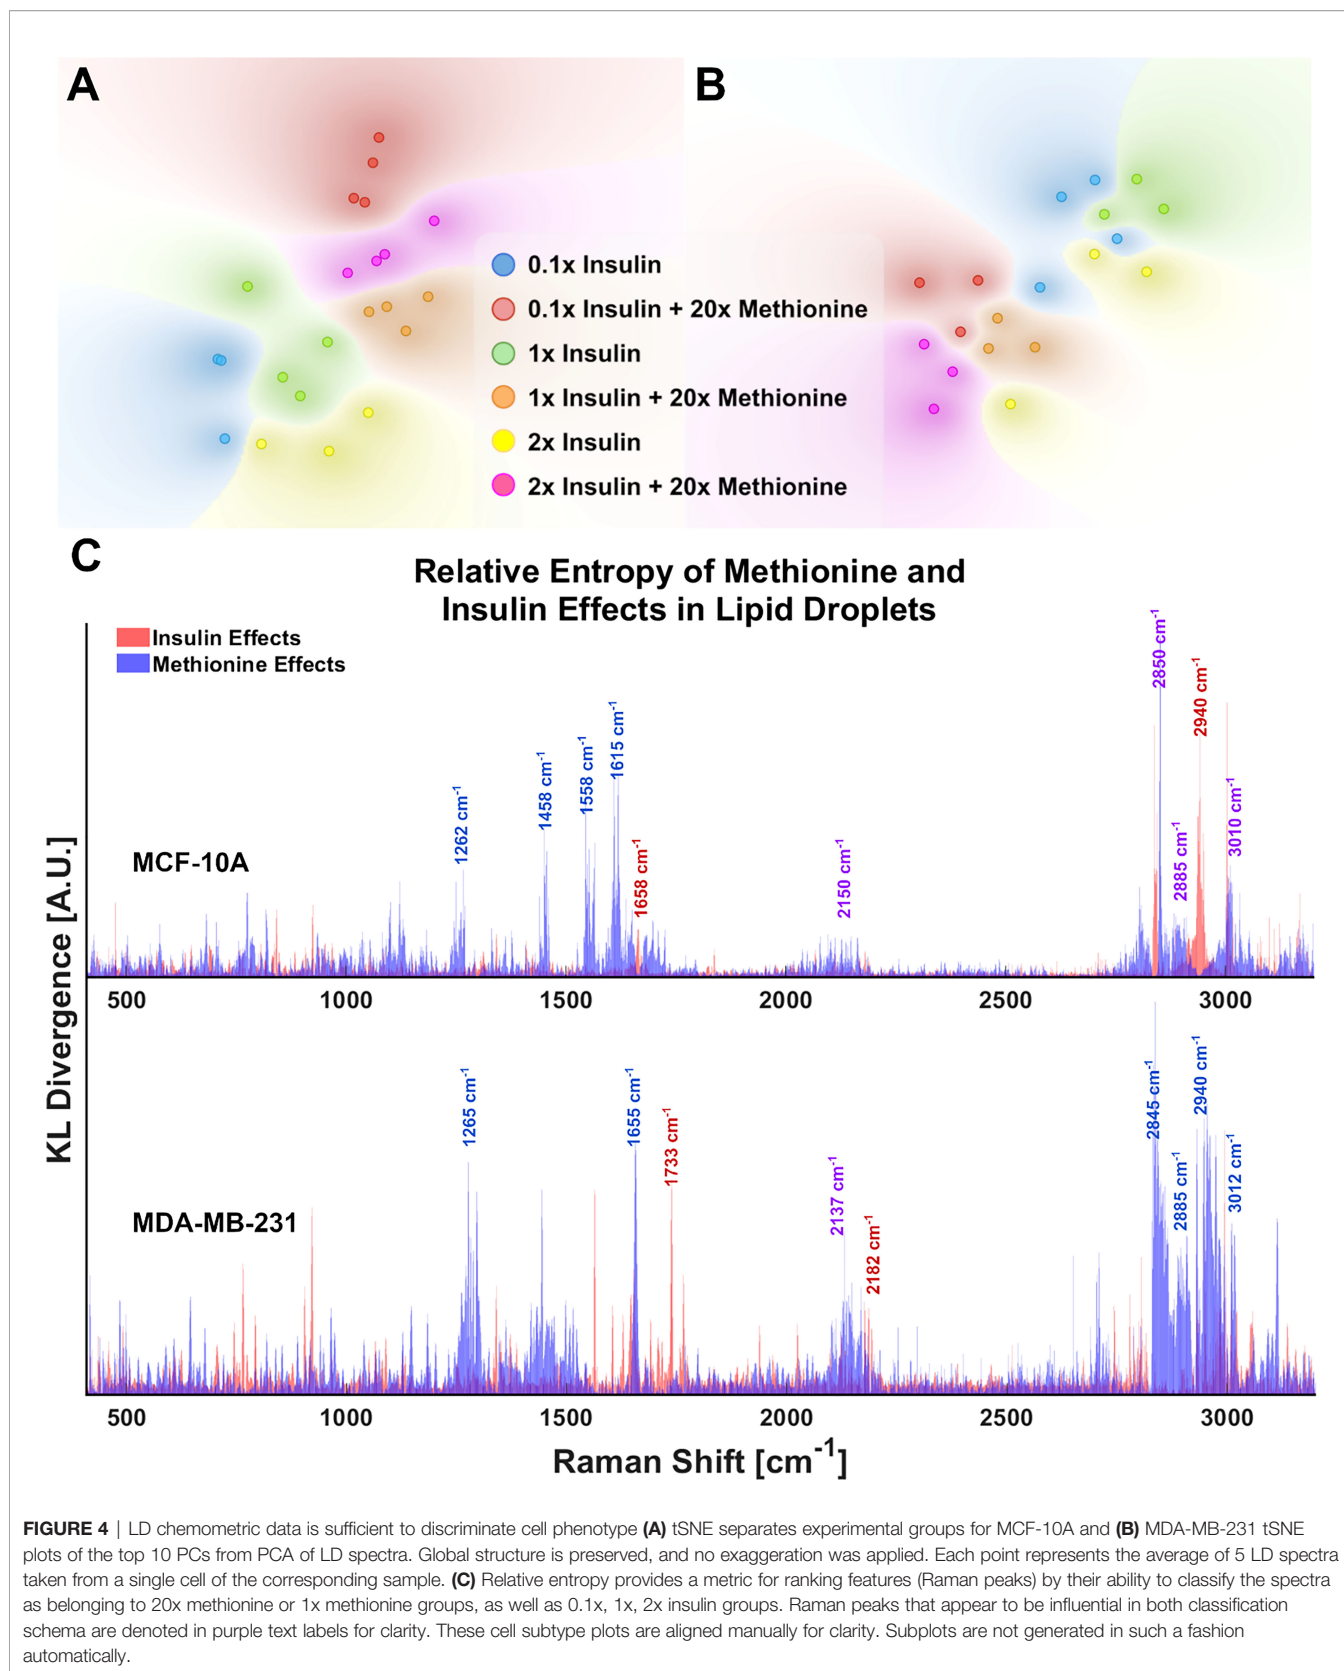 A
B
0.1x Insulin
0.1x Insulin + 20x Methionine
1x Insulin
1x Insulin + 20x Methionine
2x Insulin
2x Insulin + 20x Methionine
C
Relative Entropy of Methionine and
Insulin Effects in Lipid Droplets
Insulin Effects
Methionine Effects
KL Divergence [A.U.]
MCF-10A
1262 cm-1
1458 cm-1
1558 cm-1
1615 cm-1
1658 cm-1
2150 cm-1
2850 cm-1
2885 cm-1
2940 cm-1
3010 cm-1
500 1000 1500 2000 2500 3000
MDA-MB-231
1265 cm-1
1655 cm-1
1733 cm-1
2137 cm-1
2182 cm-1
2845 cm-1
2885 cm-1
2940 cm-1
3012 cm-1
500 1000 1500 2000 2500 3000
Raman Shift [cm-1]
FIGURE 4 | LD chemometric data is sufficient to discriminate cell phenotype (A) tSNE separates experimental groups for MCF-10A and (B) MDA-MB-231 tSNE
plots of the top 10 PCs from PCA of LD spectra. Global structure is preserved, and no exaggeration was applied. Each point represents the average of 5 LD spectra
taken from a single cell of the corresponding sample. (C) Relative entropy provides a metric for ranking features (Raman peaks) by their ability to classify the spectra
as belonging to 20x methionine or 1x methionine groups, as well as 0.1x, 1x, 2x insulin groups. Raman peaks that appear to be influential in both classification
schema are denoted in purple text labels for clarity. These cell subtype plots are aligned manually for clarity. Subplots are not generated in such a fashion
automatically.